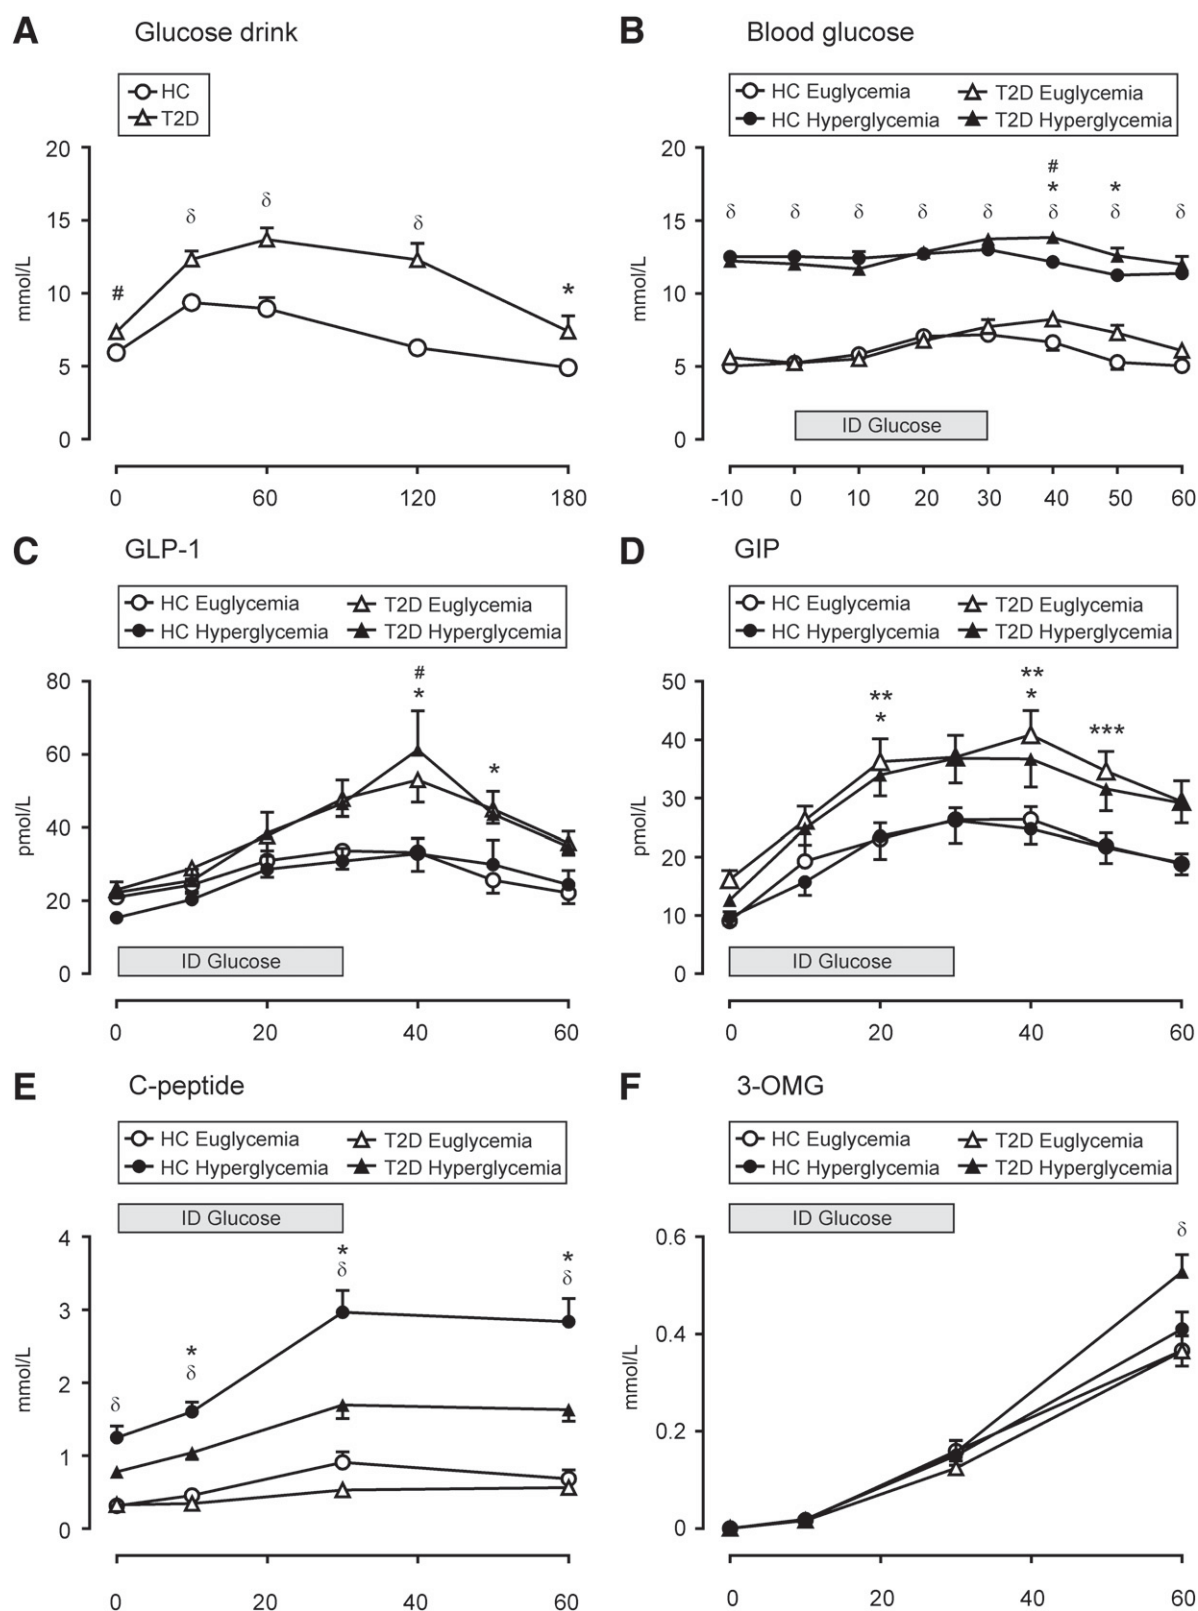 A Glucose drink
HC
T2D
mmol/L
20
15
10
5
0
#
δ
δ
δ
*
0 60 120 180
B Blood glucose
HC Euglycemia T2D Euglycemia
HC Hyperglycemia T2D Hyperglycemia
mmol/L
20
15
10
5
0
#
* *
δ δ δ δ δ δ δ δ
ID Glucose
-10 0 10 20 30 40 50 60
C GLP-1
HC Euglycemia T2D Euglycemia
HC Hyperglycemia T2D Hyperglycemia
pmol/L
80
60
40
20
0
#
*
*
ID Glucose
0 20 40 60
D GIP
HC Euglycemia T2D Euglycemia
HC Hyperglycemia T2D Hyperglycemia
pmol/L
50
40
30
20
10
0
**
*
**
*
***
ID Glucose
0 20 40 60
E C-peptide
HC Euglycemia T2D Euglycemia
HC Hyperglycemia T2D Hyperglycemia
ID Glucose
mmol/L
4
3
2
1
0
δ
*
δ
*
δ
*
δ
0 20 40 60
F 3-OMG
HC Euglycemia T2D Euglycemia
HC Hyperglycemia T2D Hyperglycemia
ID Glucose
mmol/L
0.6
0.4
0.2
0
δ
0 20 40 60